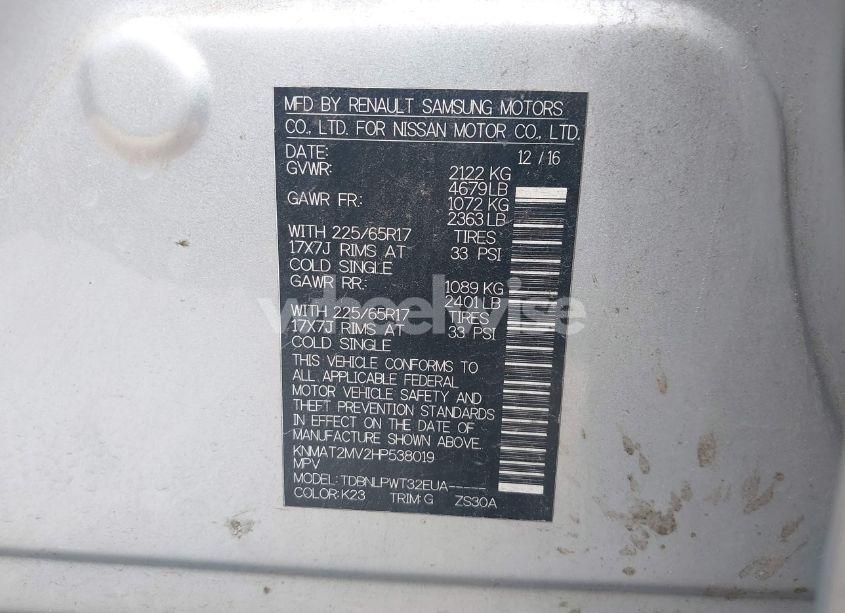 MFD BY RENAULT SAMSUNG MOTORS
CO., LTD. FOR NISSAN MOTOR CO., LTD.
DATE: 12 / 16
GVWR: 2122 KG
4679 LB
GAWR FR.: 1072 KG
2363 LB
WITH 225/65R17 TIRES
17X7J RIMS AT 33 PSI
COLD SINGLE
GAWR RR.: 1089 KG
2401 LB
WITH 225/65R17 TIRES
17X7J RIMS AT 33 PSI
COLD SINGLE
THIS VEHICLE CONFORMS TO
ALL APPLICABLE FEDERAL
MOTOR VEHICLE SAFETY AND
THEFT PREVENTION STANDARDS
IN EFFECT ON THE DATE OF
MANUFACTURE SHOWN ABOVE.
KNMAT2MV2HP538019
MPV
MODEL: TDBNLPWT32EUA-----
COLOR: K23 TRIM: G ZS30A
wheelwise